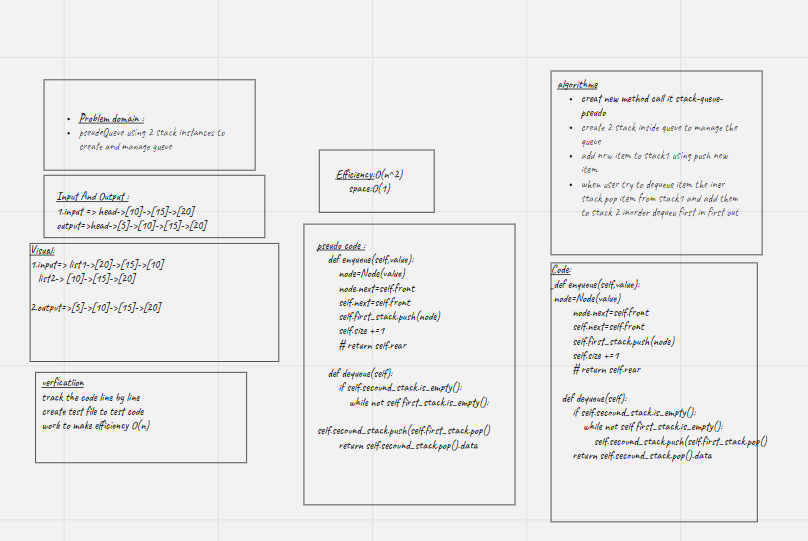 Problem domain :
pseudoQueue using 2 stack instances to
create and manage queue
Input And Output :
1.input => head->[10]->[15]->[20]
output=>head->[5]->[10]->[15]->[20]
Visual:
1.input=> list1->[20]->[15]->[10]
list2-> [10]->[15]->[20]
2.output=>[5]->[10]->[15]->[20]
verfication
track the code line by line
create test file to test code
work to make efficiency O(n)
Efficiency:O(n^2)
space:O(1)
pseudo code :
def enqueue(self,value):
node=Node(value)
node.next=self.front
self.next=self.front
self.first_stack.push(node)
self.size +=1
# return self.rear
def dequeue(self):
if self.secound_stack.is_empty():
while not self.first_stack.is_empty():
self.secound_stack.push(self.first_stack.pop()
return self.secound_stack.pop().data
algorithme
creat new method call it stack-queue-
pseudo
create 2 stack inside queue to manage the
queue
add nrw item to stack1 using push new
item
when user try to dequeue item the iner
stack pop item from stack1 and add them
to stack 2 inorder dequeu first in first out
Code:
_def enqueue(self,value):
node=Node(value)
node.next=self.front
self.next=self.front
self.first_stack.push(node)
self.size +=1
# return self.rear
def dequeue(self):
if self.secound_stack.is_empty():
while not self.first_stack.is_empty():
self.secound_stack.push(self.first_stack.pop()
return self.secound_stack.pop().data